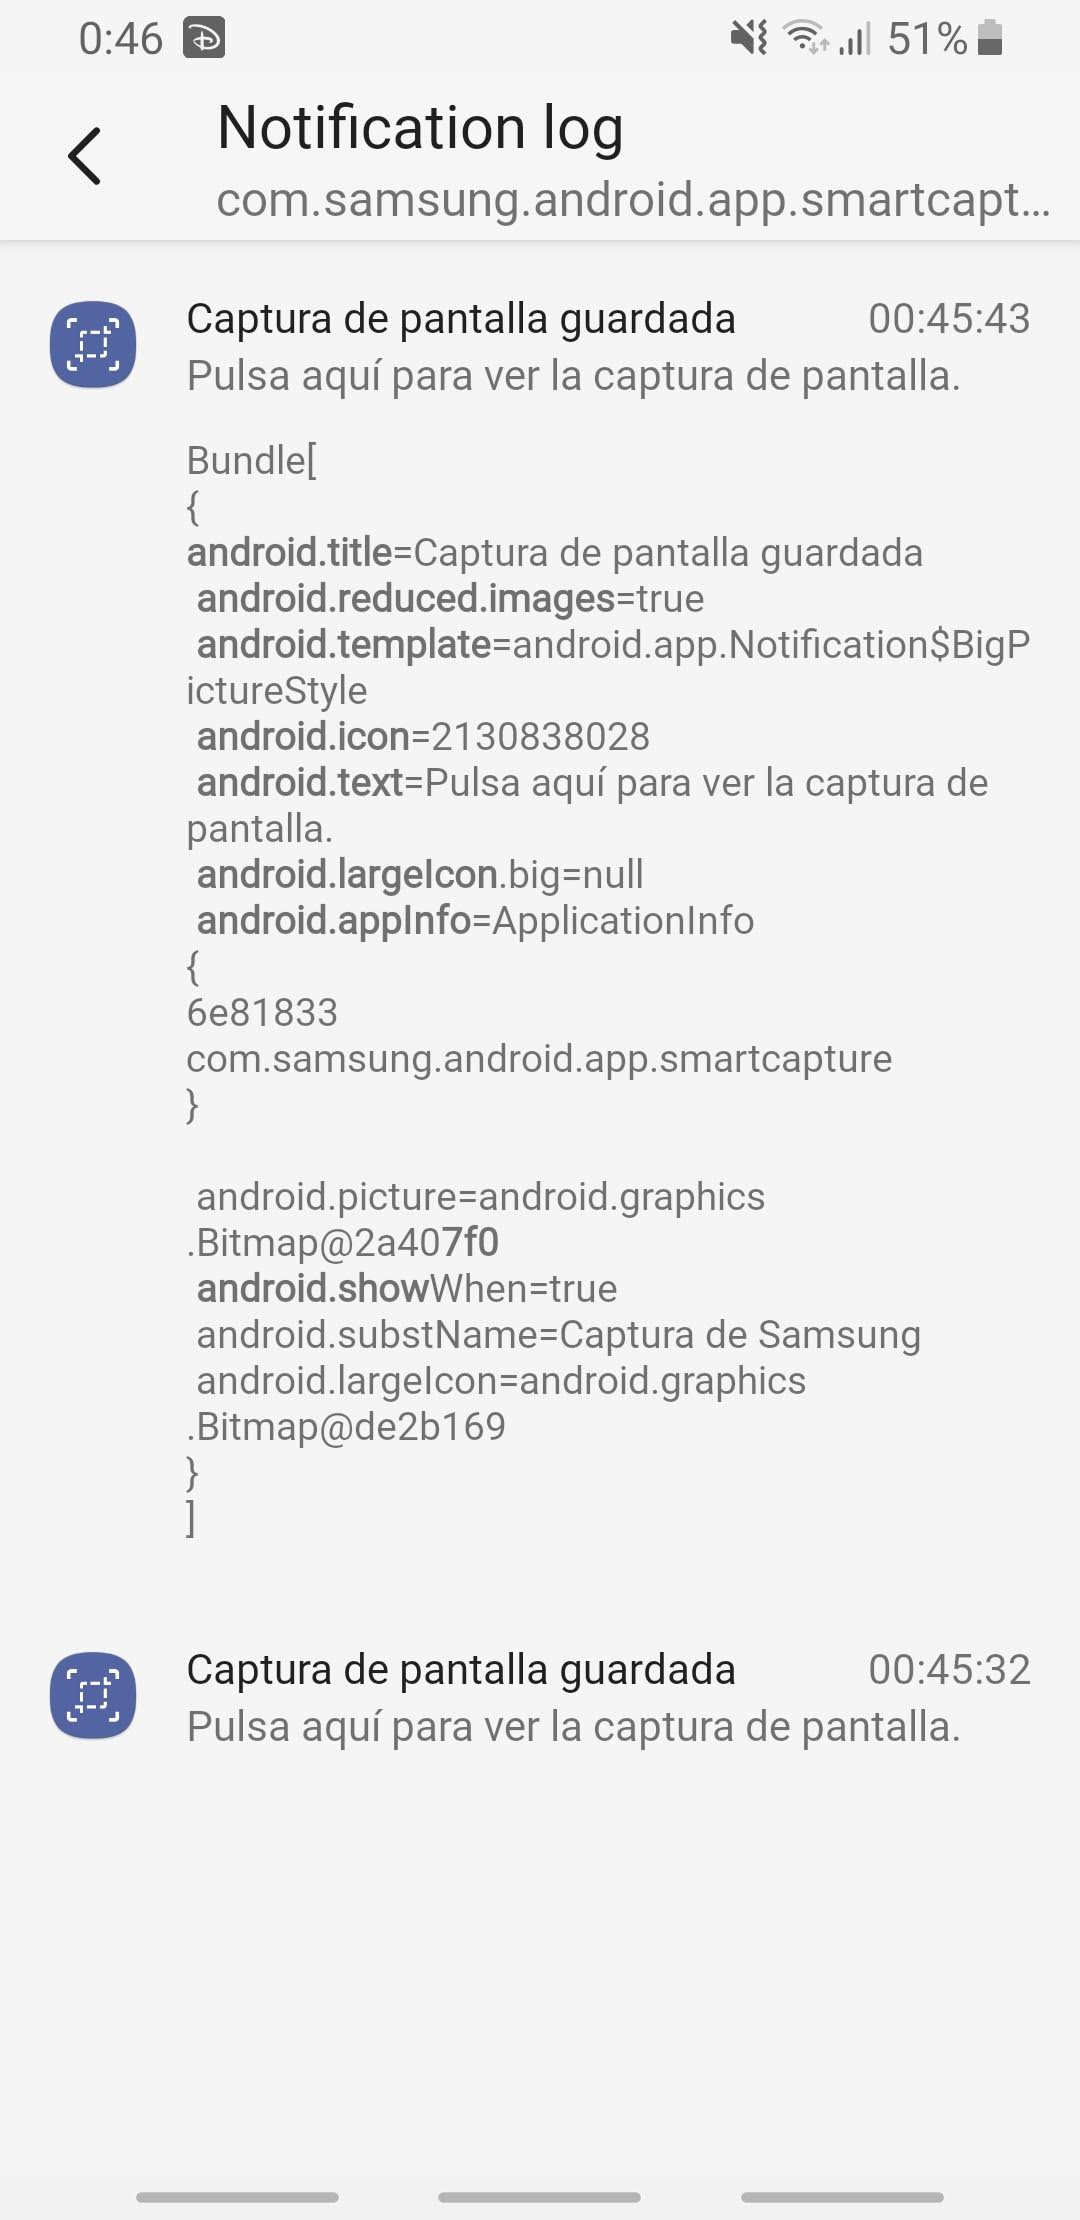 0:46 51%
Notification log
com.samsung.android.app.smartcapt...
Captura de pantalla guardada 00:45:43
Pulsa aquí para ver la captura de pantalla.
Bundle[
{
android.title=Captura de pantalla guardada
android.reduced.images=true
android.template=android.app.Notification$BigP
ictureStyle
android.icon=2130838028
android.text=Pulsa aquí para ver la captura de
pantalla.
android.largeIcon.big=null
android.appInfo=ApplicationInfo
{
6e81833
com.samsung.android.app.smartcapture
}
android.picture=android.graphics
.Bitmap@2a407f0
android.showWhen=true
android.substName=Captura de Samsung
android.largeIcon=android.graphics
.Bitmap@de2b169
}
]
Captura de pantalla guardada 00:45:32
Pulsa aquí para ver la captura de pantalla.